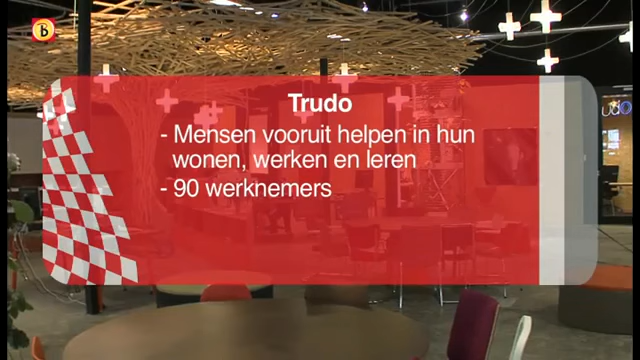 B
Trudo
- Mensen vooruit helpen in hun
wonen, werken en leren
- 90 werknemers